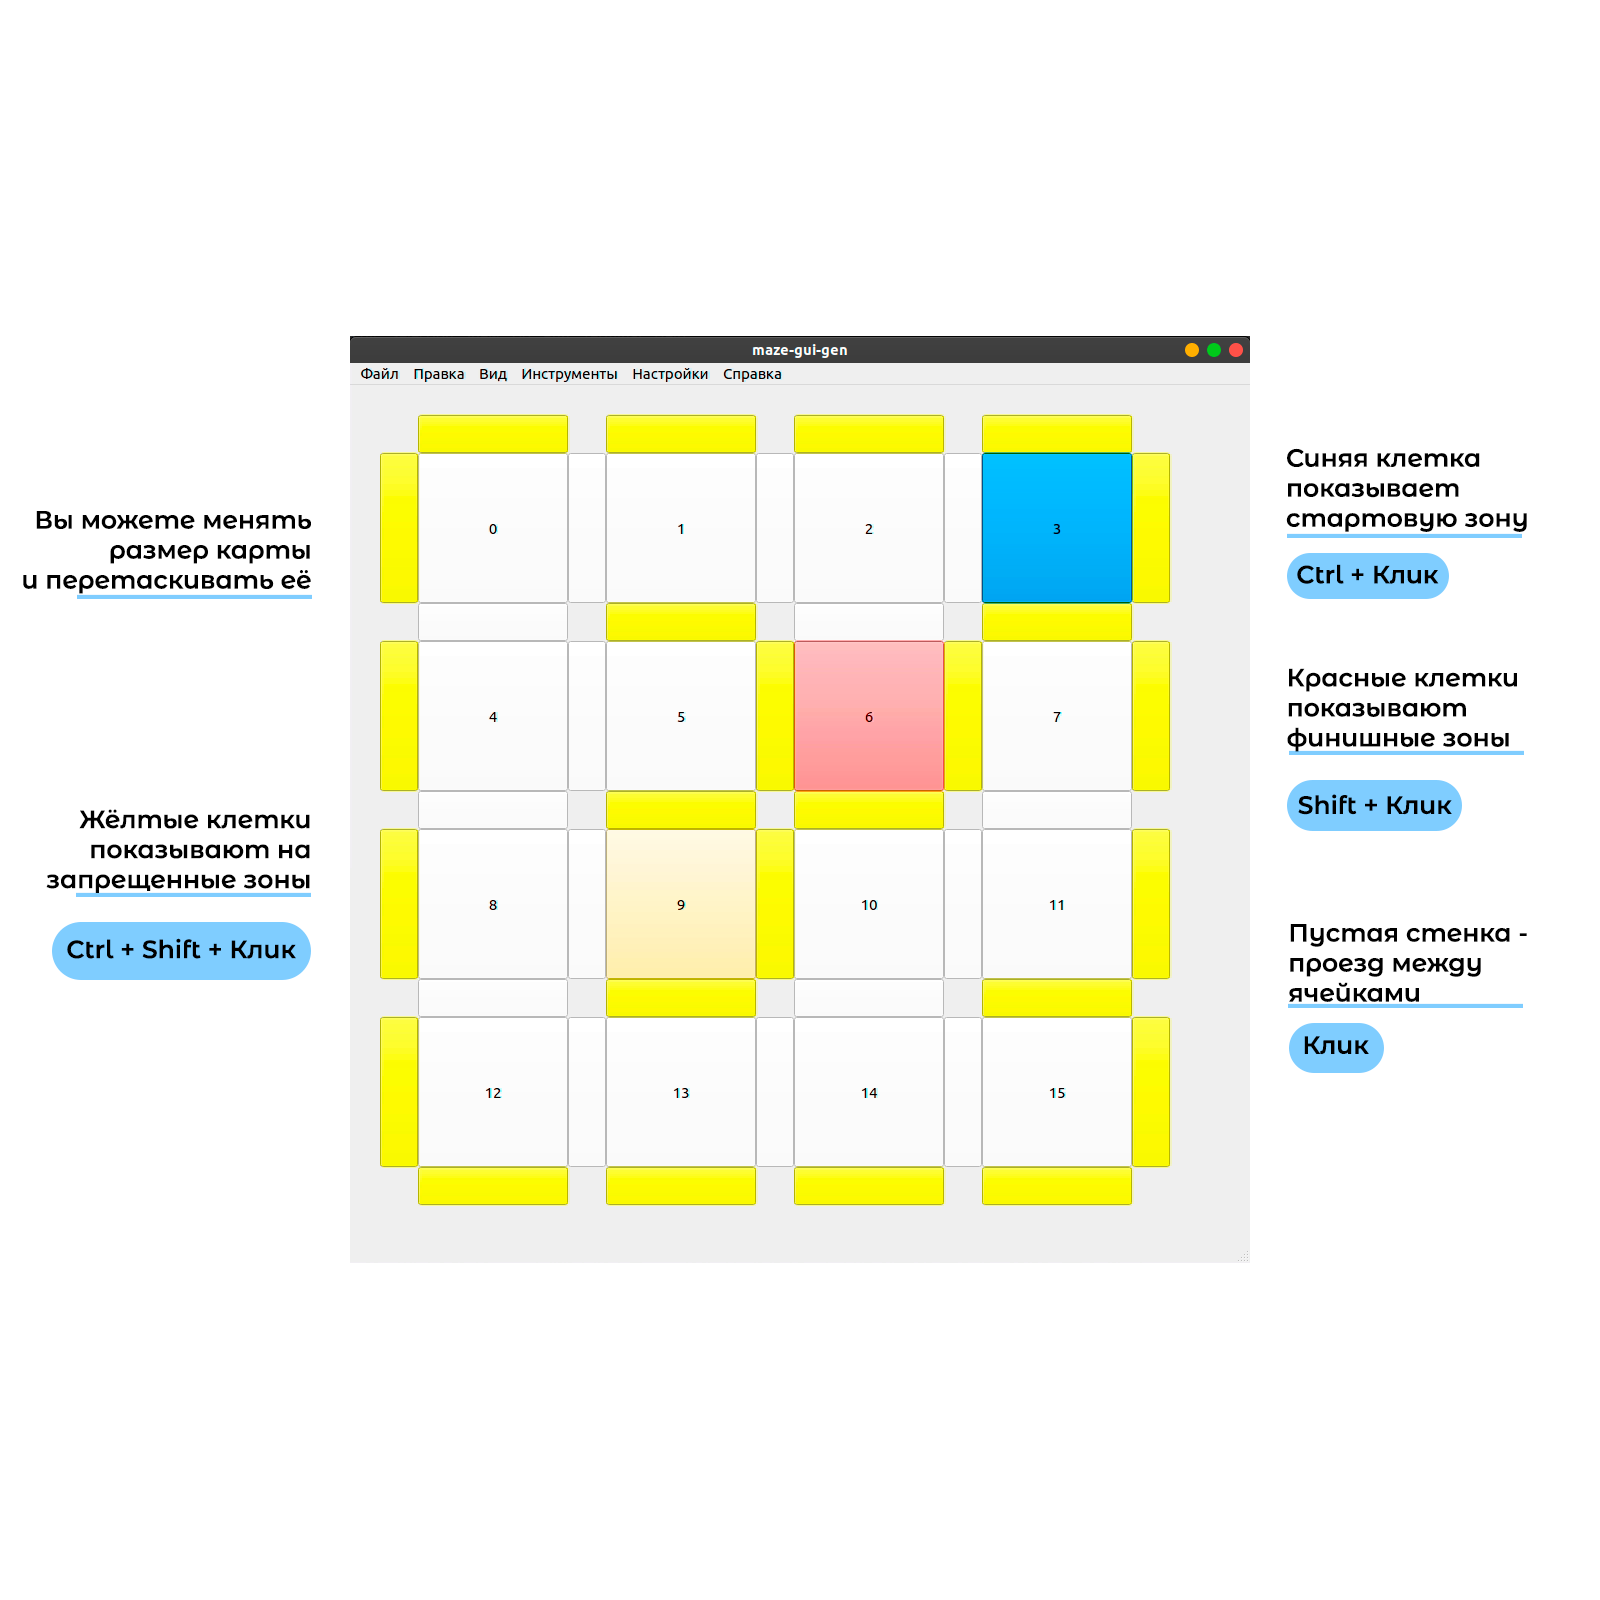 maze-gui-gen
Файл Правка Вид Инструменты Настройки Справка
Вы можете менять
размер карты
и перетаскивать её
Жёлтые клетки
показывают на
запрещенные зоны
Ctrl + Shift + Клик
0 1 2 3
4 5 6 7
8 9 10 11
12 13 14 15
Синяя клетка
показывает
стартовую зону
Ctrl + Клик
Красные клетки
показывают
финишные зоны
Shift + Клик
Пустая стенка -
проезд между
ячейками
Клик